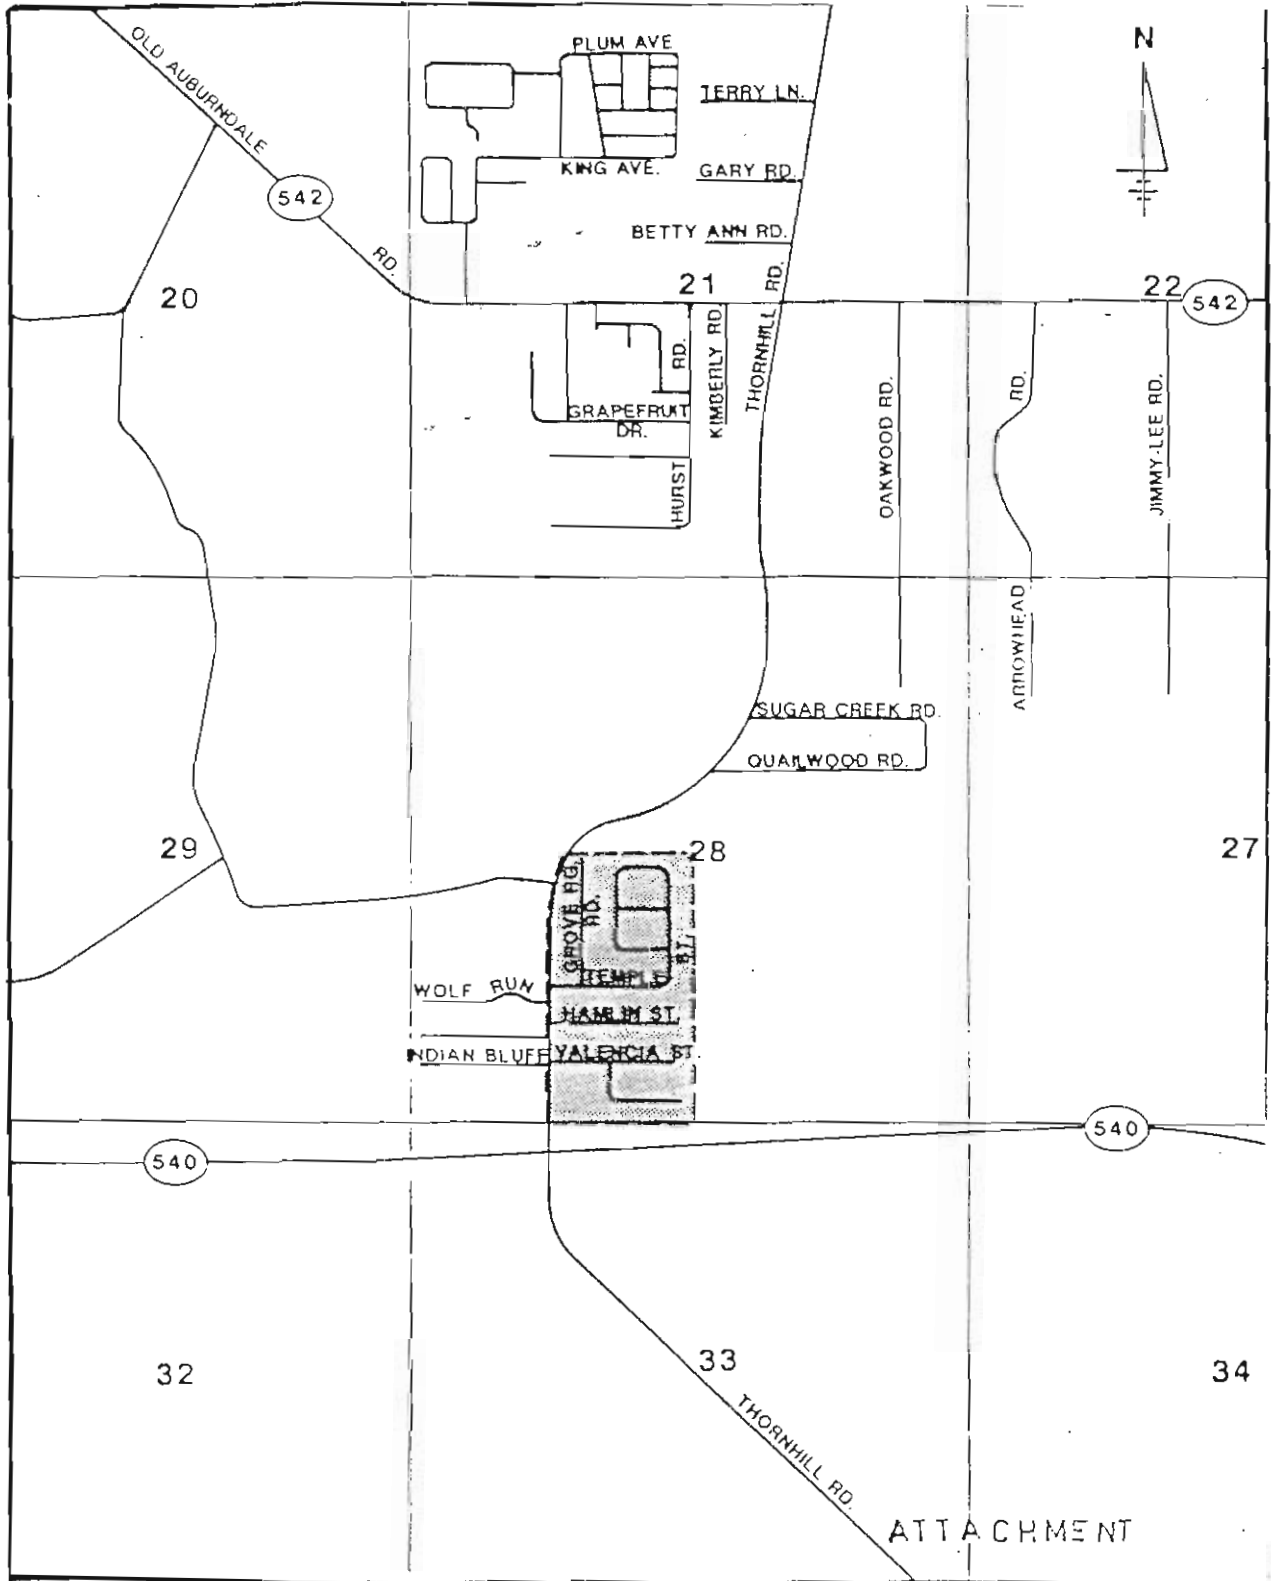 N
OLD AUBURNDALE
RD.
542
PLUM AVE
TERRY LN.
KING AVE.
GARY RD.
BETTY ANN RD.
20
21
22
542
THORNHILL RD.
KIMBERLY RD.
HURST RD.
GRAPEFRUIT
DR.
OAKWOOD RD.
ARROWHEAD RD.
JIMMY-LEE RD.
SUGAR CREEK RD.
QUAILWOOD RD.
29
28
27
GROVE
RD.
TEMPLE ST.
WOLF RUN
HAMLIN ST.
INDIAN BLUFF
VALENCIA ST.
540
540
32
33
34
THORNHILL RD.
ATTACHMENT